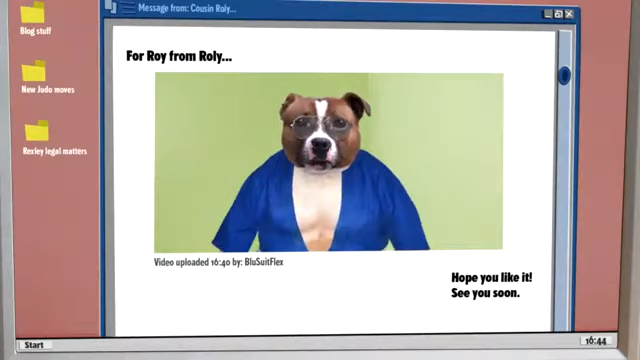 Message from: Cousin Roly...
Blog stuff
New Judo moves
Rexley legal matters
For Roy from Roly...
Video uploaded 16:40 by: BluSuitFlex
Hope you like it!
See you soon.
Start
16:44